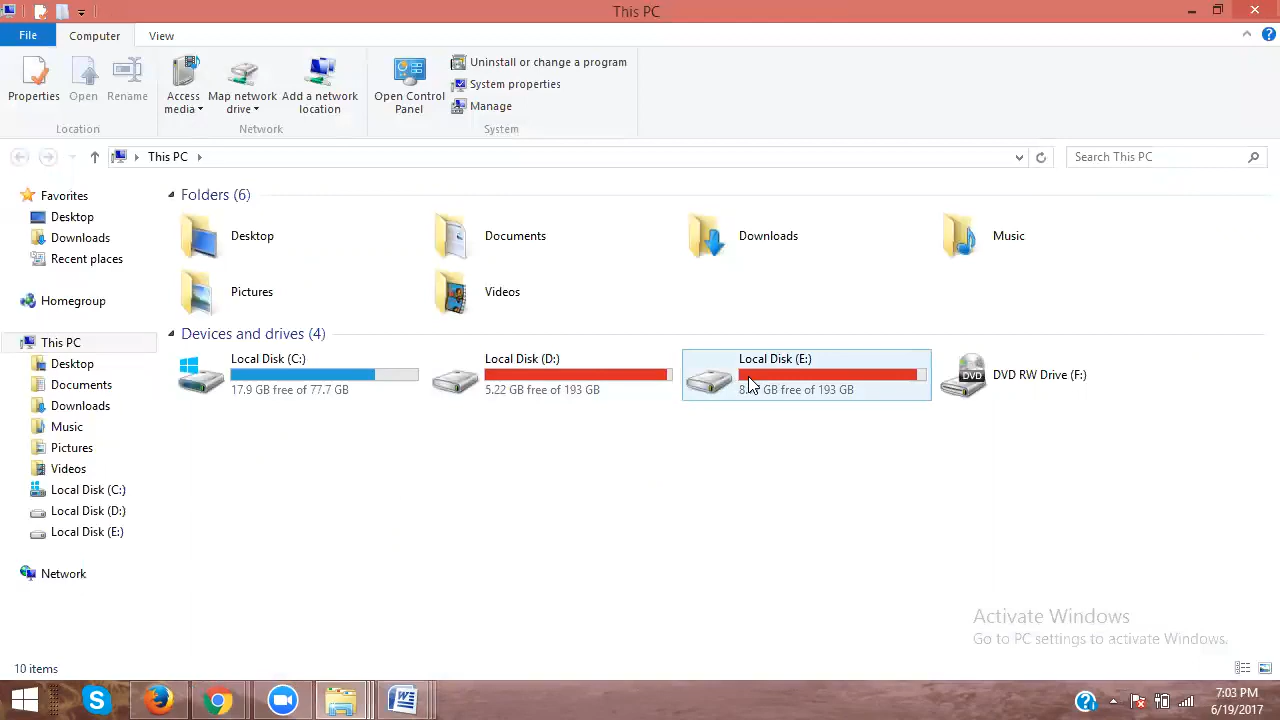 This PC
File
Computer
View
Properties
Open
Rename
Access media
Map network drive
Add a network location
Open Control Panel
Uninstall or change a program
System properties
Manage
Location
Network
System
This PC
Search This PC
Favorites
Desktop
Downloads
Recent places
Homegroup
This PC
Desktop
Documents
Downloads
Music
Pictures
Videos
Local Disk (C:)
Local Disk (D:)
Local Disk (E:)
Network
Folders (6)
Desktop
Documents
Downloads
Music
Pictures
Videos
Devices and drives (4)
Local Disk (C:)
17.9 GB free of 77.7 GB
Local Disk (D:)
5.22 GB free of 193 GB
Local Disk (E:)
GB free of 193 GB
DVD RW Drive (F:)
DVD
Activate Windows
Go to PC settings to activate Windows.
10 items
7:03 PM
6/19/2017